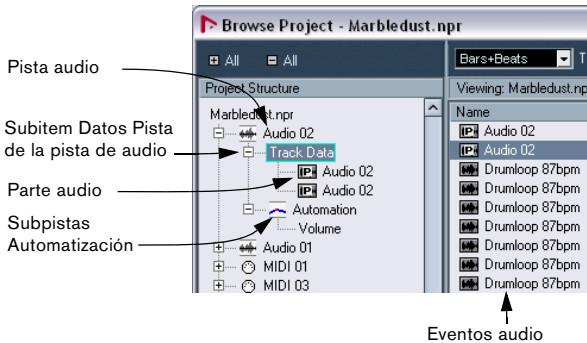 Browse Project - Marbledust.npr
All All Bars+Beats T
Project Structure Viewing: Marbledust.np
Pista audio
Subitem Datos Pista
de la pista de audio
Parte audio
Subpistas
Automatización
Marbledust.npr
Audio 02
Track Data
Audio 02
Audio 02
Automation
Volume
Audio 01
MIDI 01
MIDI 03
Name
Audio 02
Audio 02
Drumloop 87bpm
Drumloop 87bpm
Drumloop 87bpm
Drumloop 87bpm
Drumloop 87bpm
Drumloop 87bpm
Drumloop 87bpm
Eventos audio